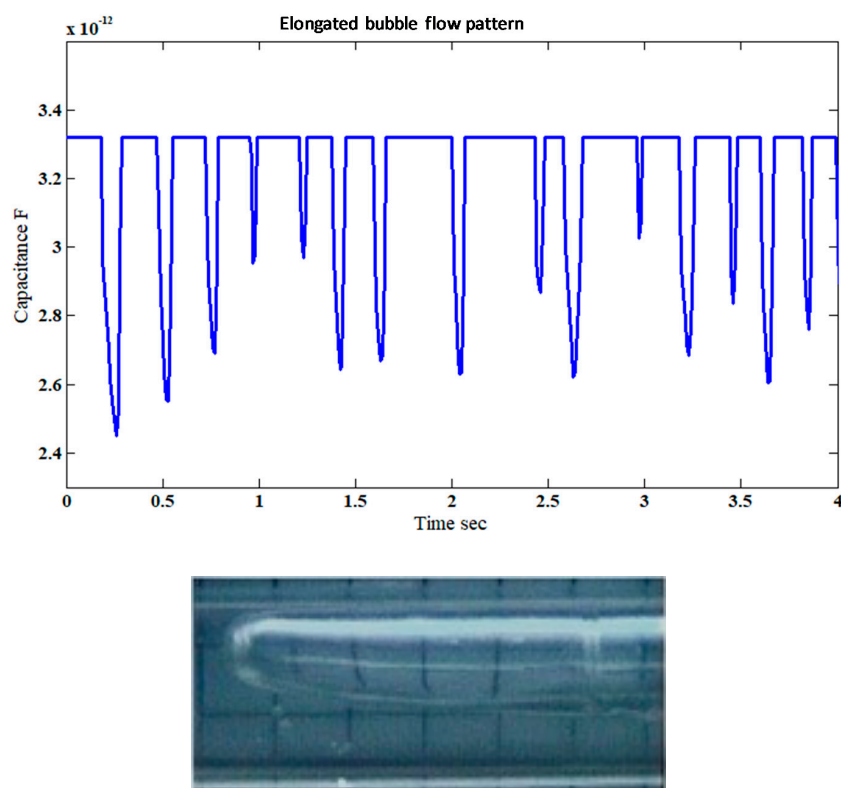 Elongated bubble flow pattern
x 10-12
3.4
3.2
3
2.8
2.6
2.4
Capacitance F
0 0.5 1 1.5 2 2.5 3 3.5 4
Time sec